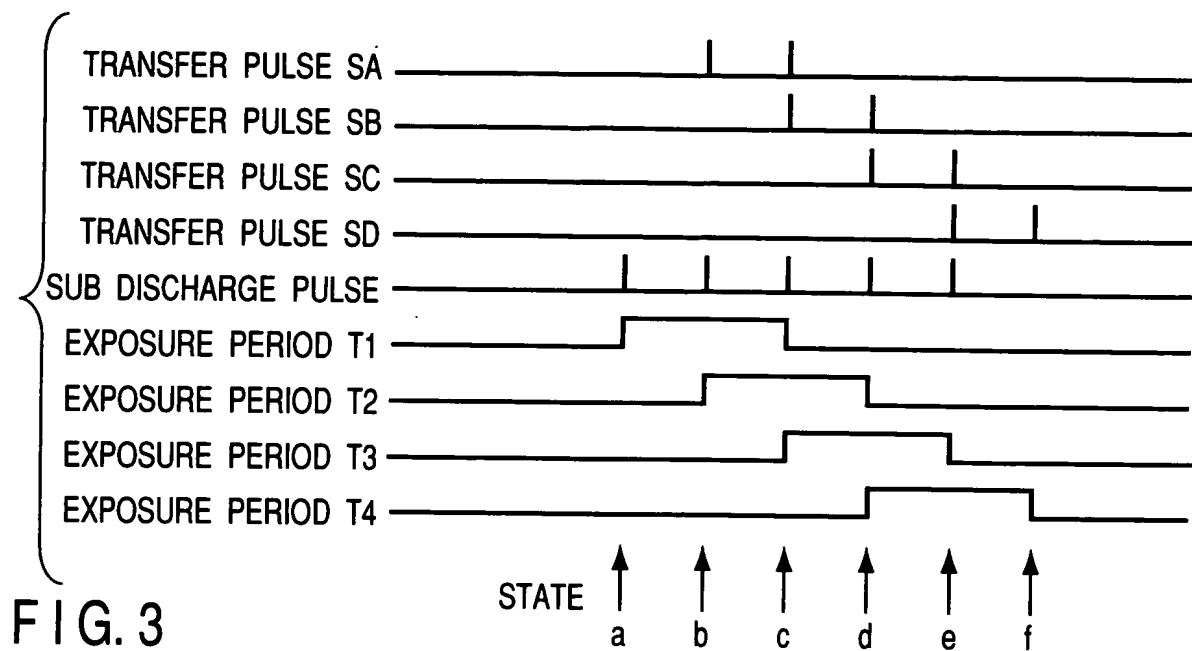 TRANSFER PULSE SA
TRANSFER PULSE SB
TRANSFER PULSE SC
TRANSFER PULSE SD
SUB DISCHARGE PULSE
EXPOSURE PERIOD T1
EXPOSURE PERIOD T2
EXPOSURE PERIOD T3
EXPOSURE PERIOD T4
STATE
a b c d e f
FIG. 3